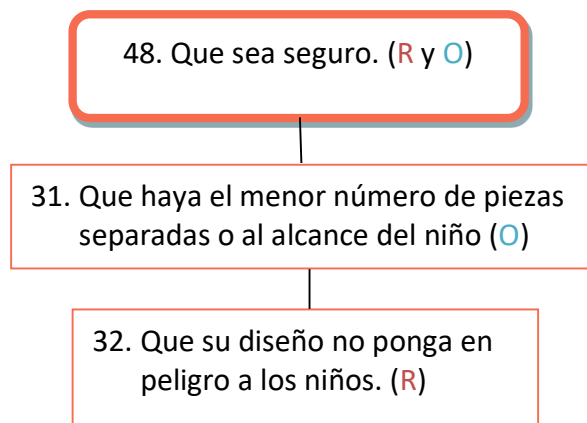 48. Que sea seguro. (R y O)
31. Que haya el menor número de piezas
separadas o al alcance del niño (O)
32. Que su diseño no ponga en
peligro a los niños. (R)